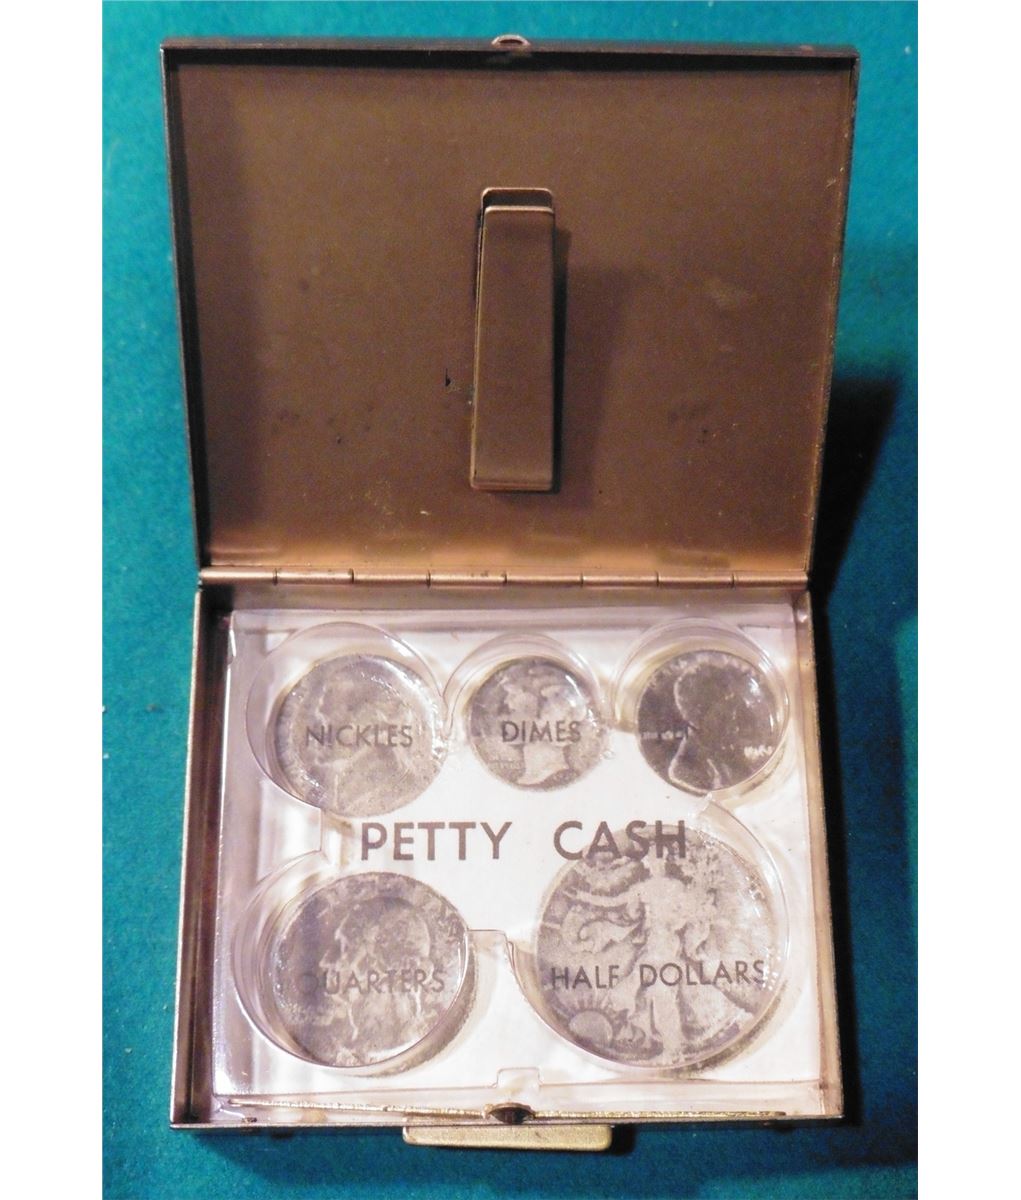 NICKLES DIMES
PETTY CASH
QUARTERS HALF DOLLARS